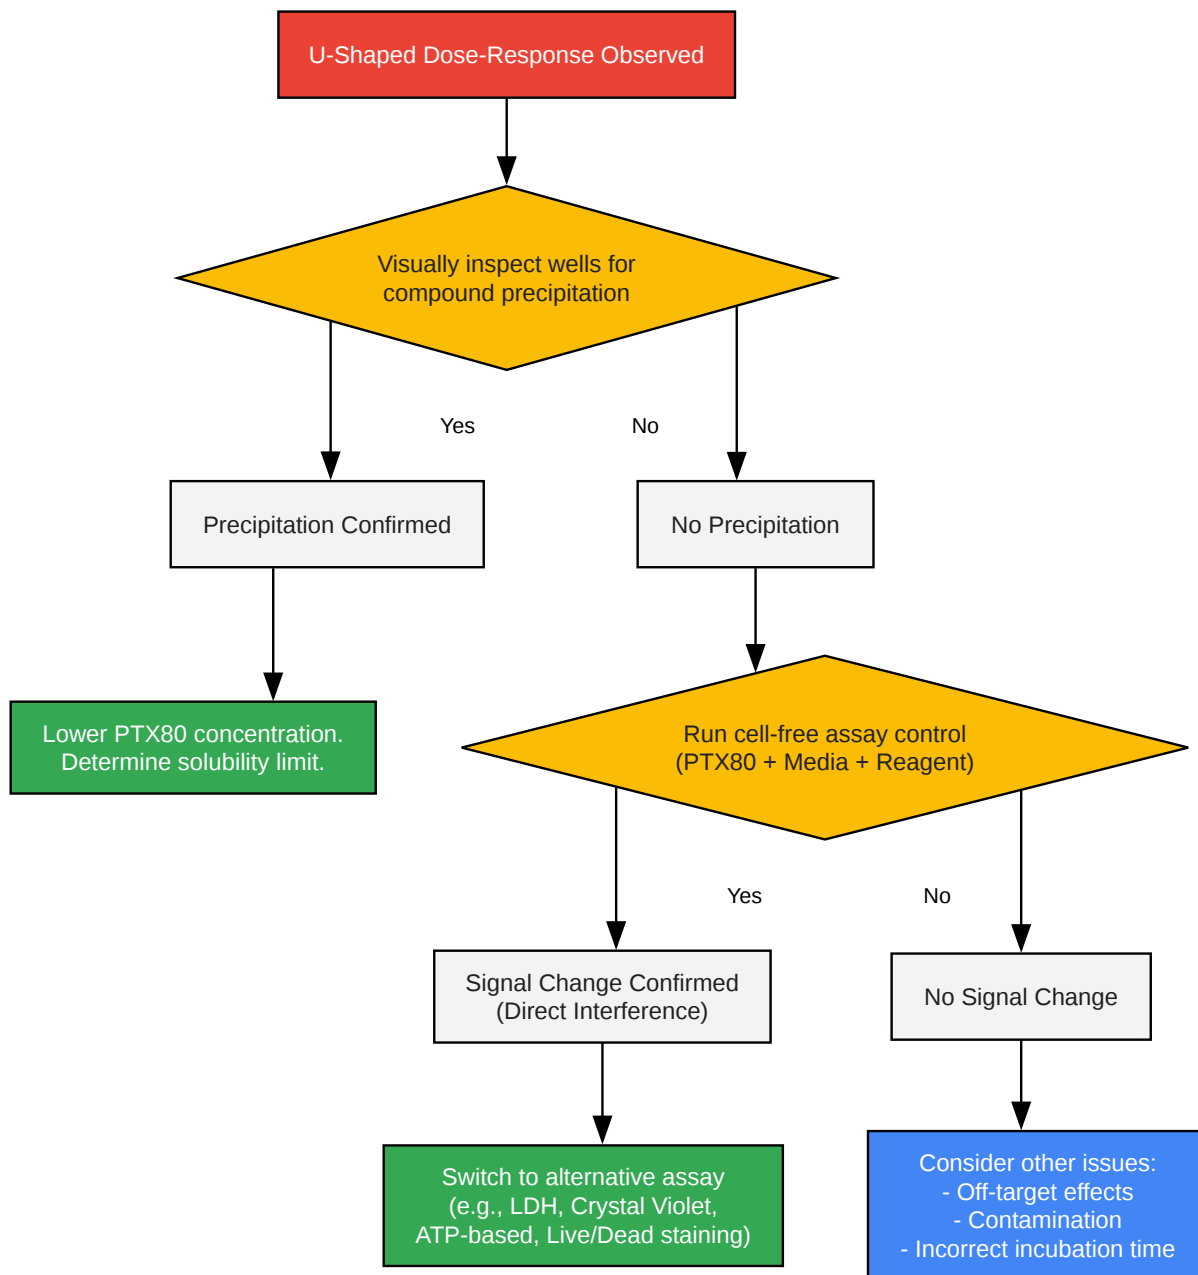 U-Shaped Dose-Response Observed
Visually inspect wells for
compound precipitation
Yes
No
Precipitation Confirmed
No Precipitation
Lower PTX80 concentration.
Determine solubility limit.
Run cell-free assay control
(PTX80 + Media + Reagent)
Yes
No
Signal Change Confirmed
(Direct Interference)
No Signal Change
Switch to alternative assay
(e.g., LDH, Crystal Violet,
ATP-based, Live/Dead staining)
Consider other issues:
- Off-target effects
- Contamination
- Incorrect incubation time